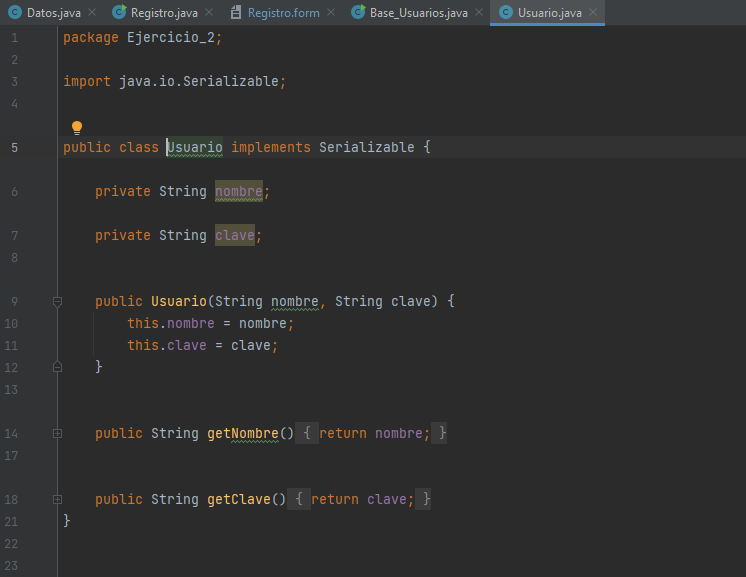 Datos.java Registro.java Registro.form Base_Usuarios.java Usuario.java
1 package Ejercicio_2;
2
3 import java.io.Serializable;
4
5 public class Usuario implements Serializable {
6 private String nombre;
7 private String clave;
8
9 public Usuario(String nombre, String clave) {
10 this.nombre = nombre;
11 this.clave = clave;
12 }
13
14 public String getNombre() { return nombre; }
17
18 public String getClave() { return clave; }
21 }
22
23